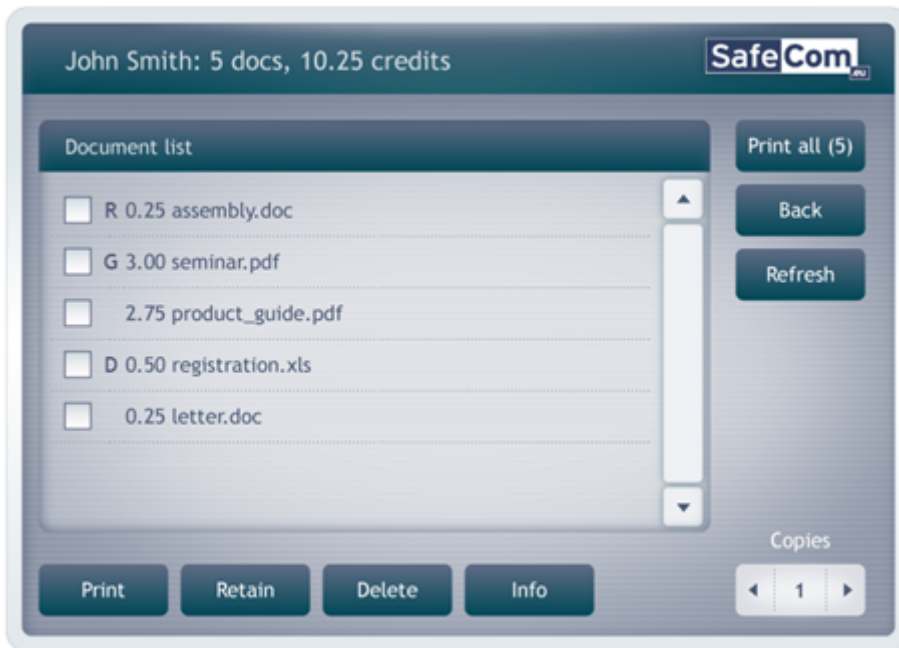 John Smith: 5 docs, 10.25 credits
SafeCom.eu
Document list
R 0.25 assembly.doc
G 3.00 seminar.pdf
2.75 product_guide.pdf
D 0.50 registration.xls
0.25 letter.doc
Print all (5)
Back
Refresh
Copies
1
Print Retain Delete Info